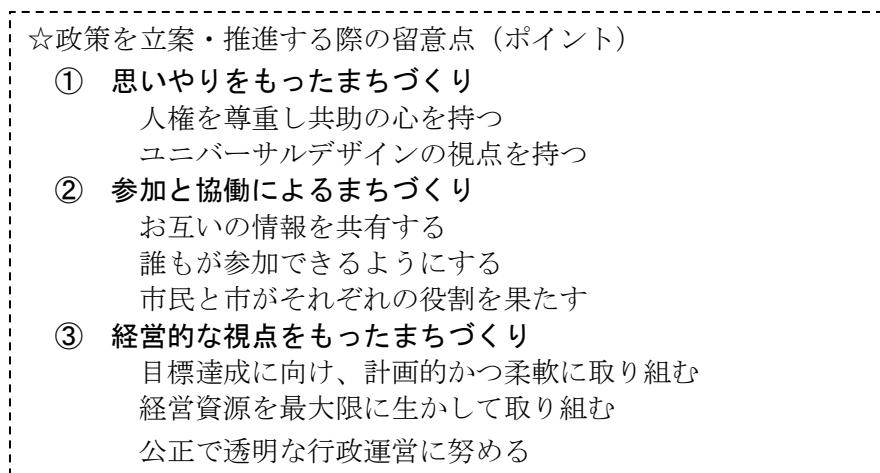 ☆政策を立案・推進する際の留意点（ポイント）
① 思いやりをもったまちづくり
人権を尊重し共助の心を持つ
ユニバーサルデザインの視点を持つ
② 参加と協働によるまちづくり
お互いの情報を共有する
誰もが参加できるようにする
市民と市がそれぞれの役割を果たす
③ 経営的な視点をもったまちづくり
目標達成に向け、計画的かつ柔軟に取り組む
経営資源を最大限に生かして取り組む
公正で透明な行政運営に努める